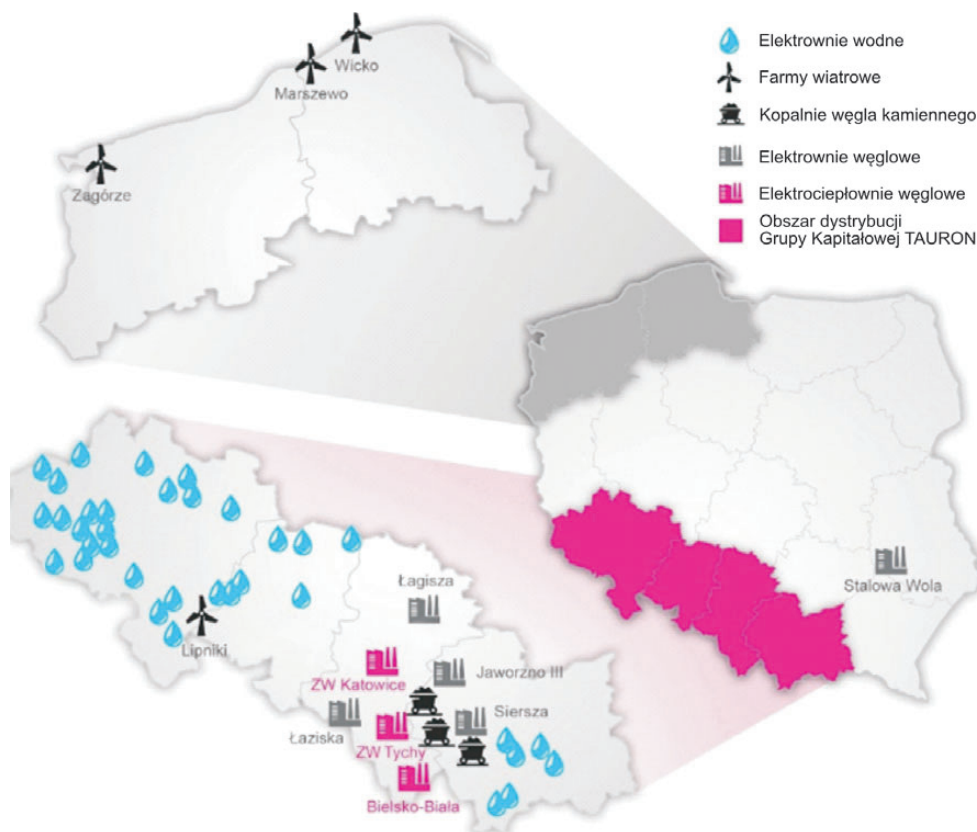 Wicko
Marszewo
Zagórze
Elektrownie wodne
Farmy wiatrowe
Kopalnie węgla kamiennego
Elektrownie węglowe
Elektrociepłownie węglowe
Obszar dystrybucji
Grupy Kapitałowej TAURON
Stalowa Wola
Łagisza
Lipniki
ZW Katowice
Jaworzno III
Siersza
Łaziska
ZW Tychy
Bielsko-Biała